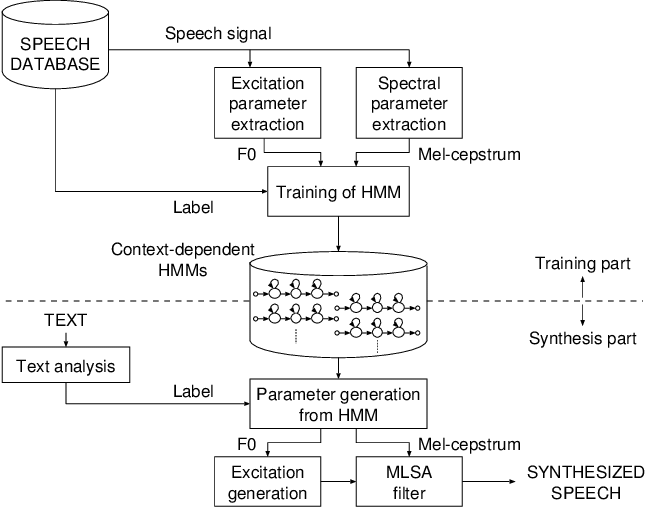 SPEECH
DATABASE
Speech signal
Excitation
parameter
extraction
Spectral
parameter
extraction
F0
Mel-cepstrum
Training of HMM
Label
Context-dependent
HMMs
Training part
Synthesis part
TEXT
Text analysis
Label
Parameter generation
from HMM
F0
Mel-cepstrum
Excitation
generation
MLSA
filter
SYNTHESIZED
SPEECH